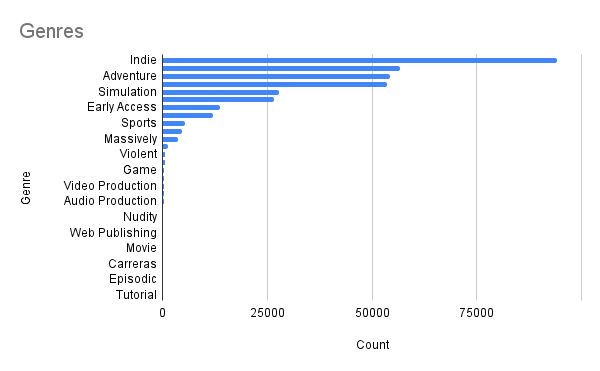 Genres
Genre
Indie
Adventure
Simulation
Early Access
Sports
Massively
Violent
Game
Video Production
Audio Production
Nudity
Web Publishing
Movie
Carreras
Episodic
Tutorial
0 25000 50000 75000
Count